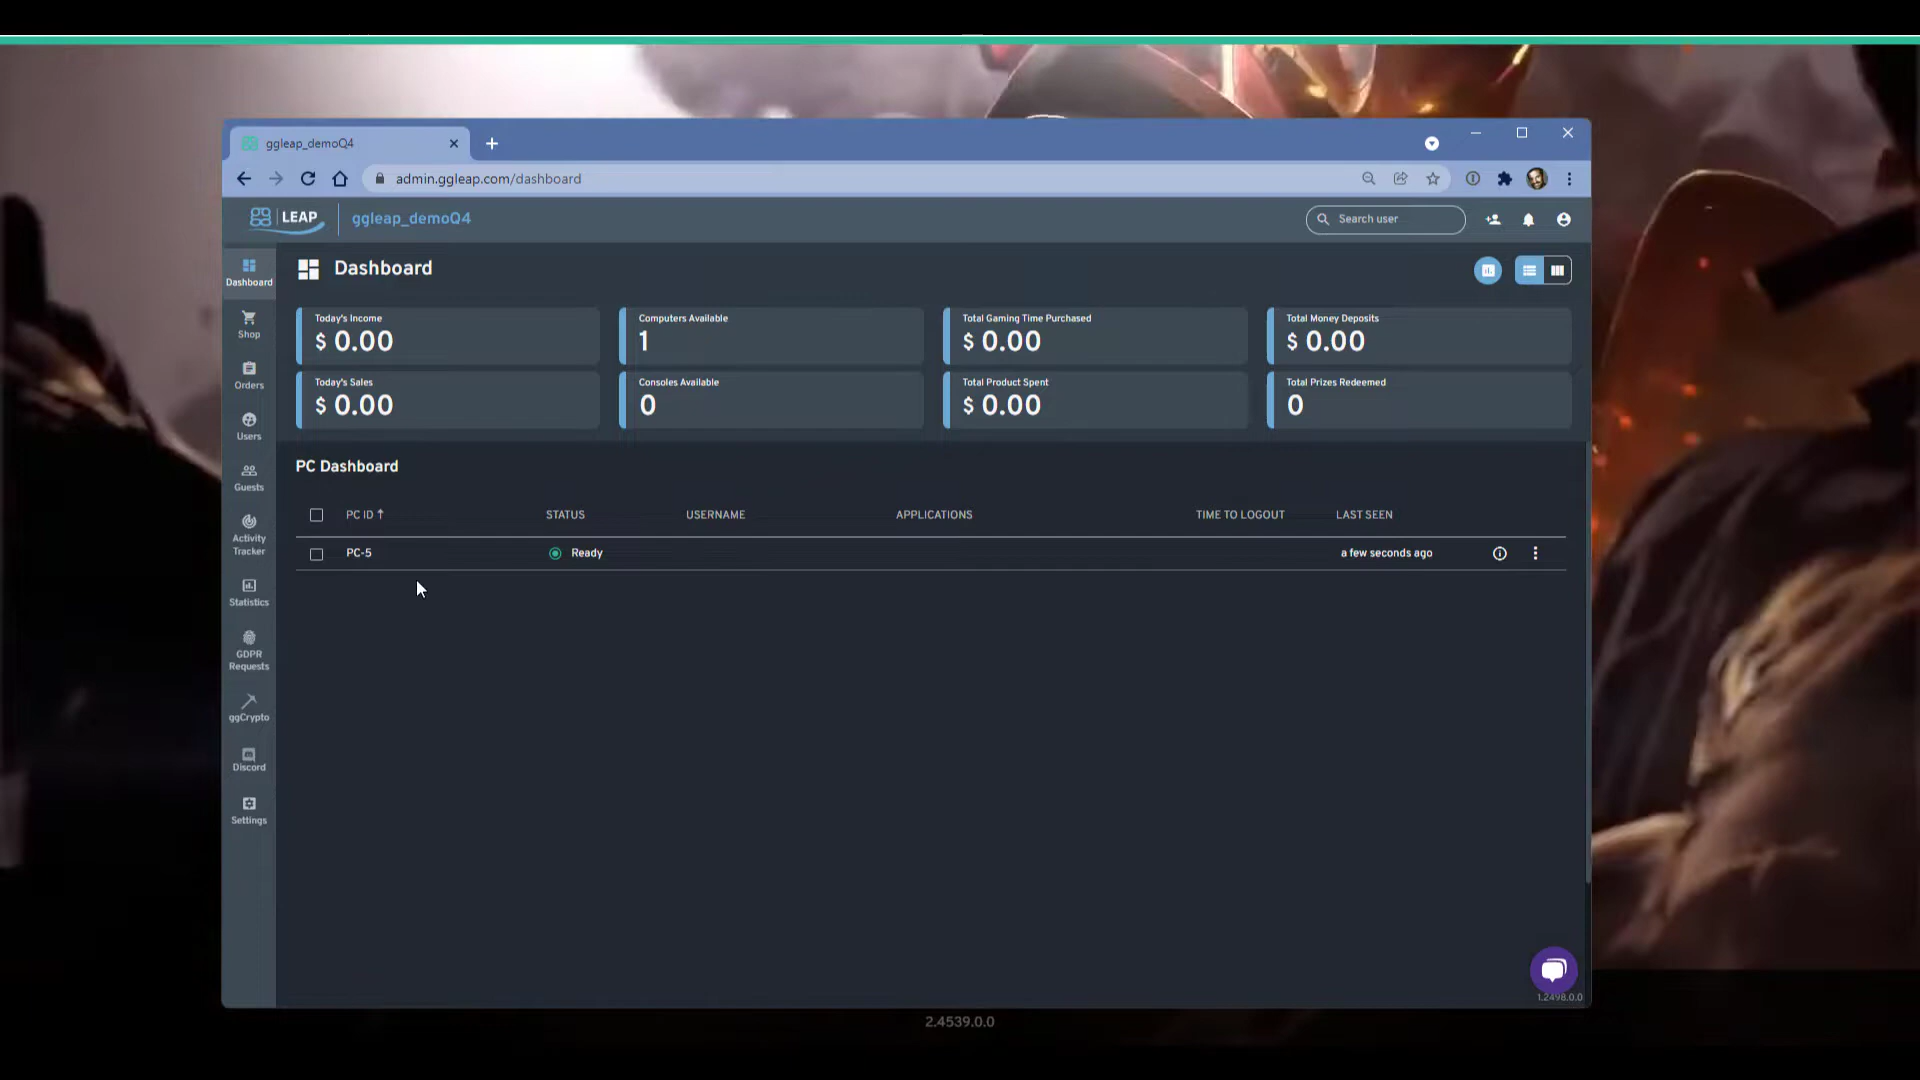 ggleap_demoQ4
admin.ggleap.com/dashboard
LEAP ggleap_demoQ4
Search user
Dashboard
Shop
Orders
Users
Guests
Activity
Tracker
Statistics
GDPR
Requests
ggCrypto
Discord
Settings
Dashboard
Today's Income
$ 0.00
Computers Available
1
Total Gaming Time Purchased
$ 0.00
Total Money Deposits
$ 0.00
Today's Sales
$ 0.00
Consoles Available
0
Total Product Spent
$ 0.00
Total Prizes Redeemed
0
PC Dashboard
PC ID ↑ STATUS USERNAME APPLICATIONS TIME TO LOGOUT LAST SEEN
PC-5 Ready a few seconds ago
1.2498.0.0
2.4539.0.0